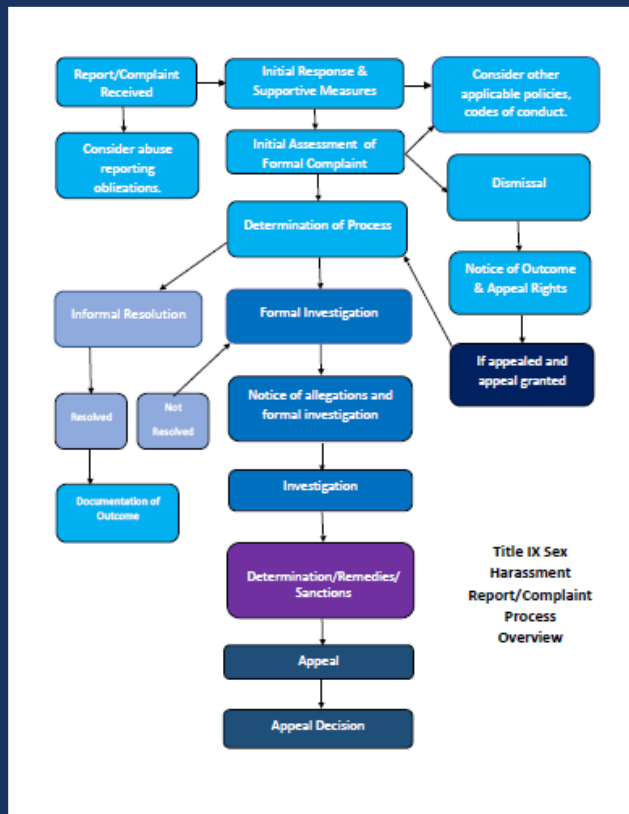 Report/Complaint
Received
Initial Response &
Supportive Measures
Consider other
applicable policies,
codes of conduct.
Consider abuse
reporting
oblieations.
Initial Assessment of
Formal Complaint
Dismissal
Determination of Process
Notice of Outcome
& Appeal Rights
Informal Resolution
Formal Investigation
If appealed and
appeal granted
Resolved
Not
Resolved
Notice of allegations and
formal investigation
Documentation of
Outcome
Investigation
Determination/Remedies/
Sanctions
Title IX Sex
Harassment
Report/Complaint
Process
Overview
Appeal
Appeal Decision